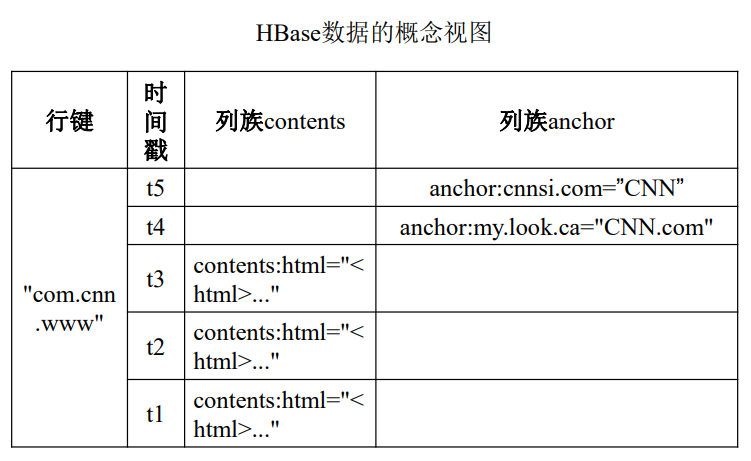 HBase数据的概念视图
行键 时间戳 列族contents 列族anchor
"com.cnn.www" t5 anchor:cnnsi.com=”CNN”
t4 anchor:my.look.ca="CNN.com"
t3 contents:html="<
html>..."
t2 contents:html="<
html>..."
t1 contents:html="<
html>..."